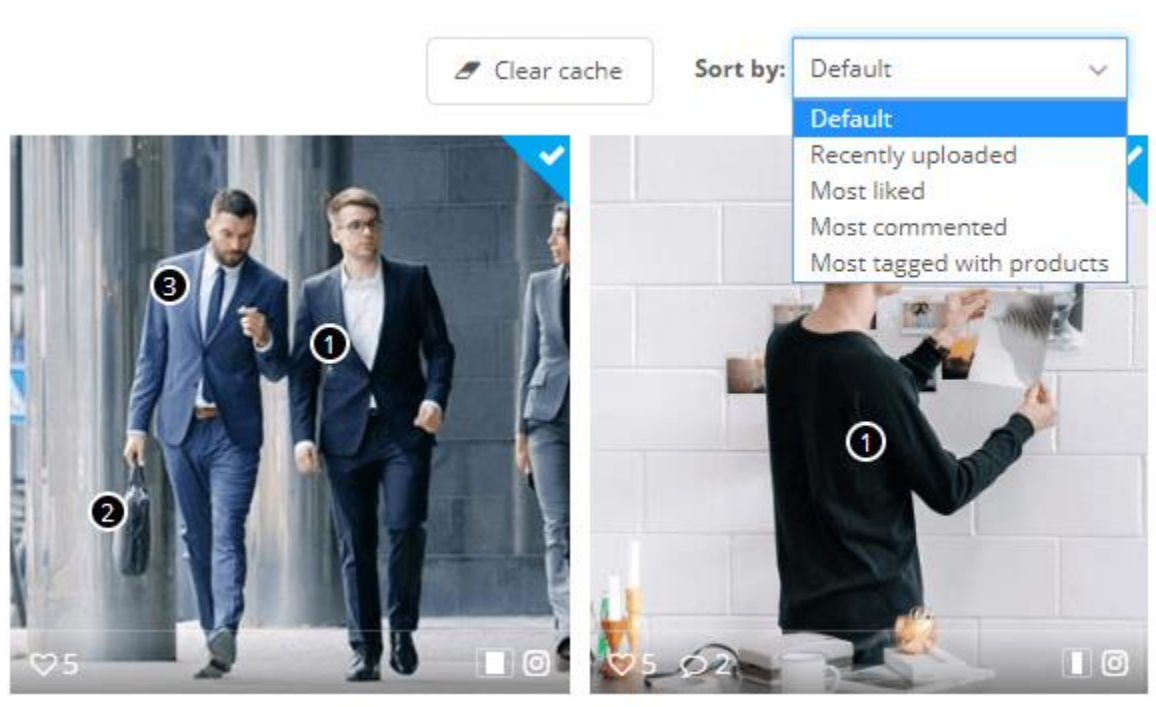 Clear cache
Sort by:
Default
Default
Recently uploaded
Most liked
Most commented
Most tagged with products
3
1
2
1
5
5
2